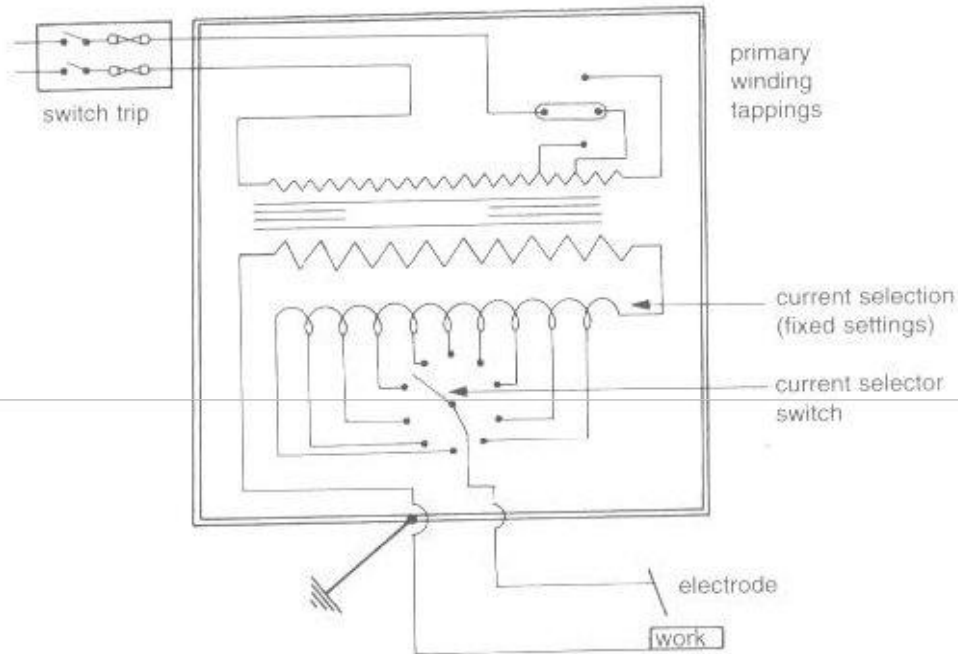 switch trip
primary
winding
tappings
current selection
(fixed settings)
current selector
switch
electrode
work